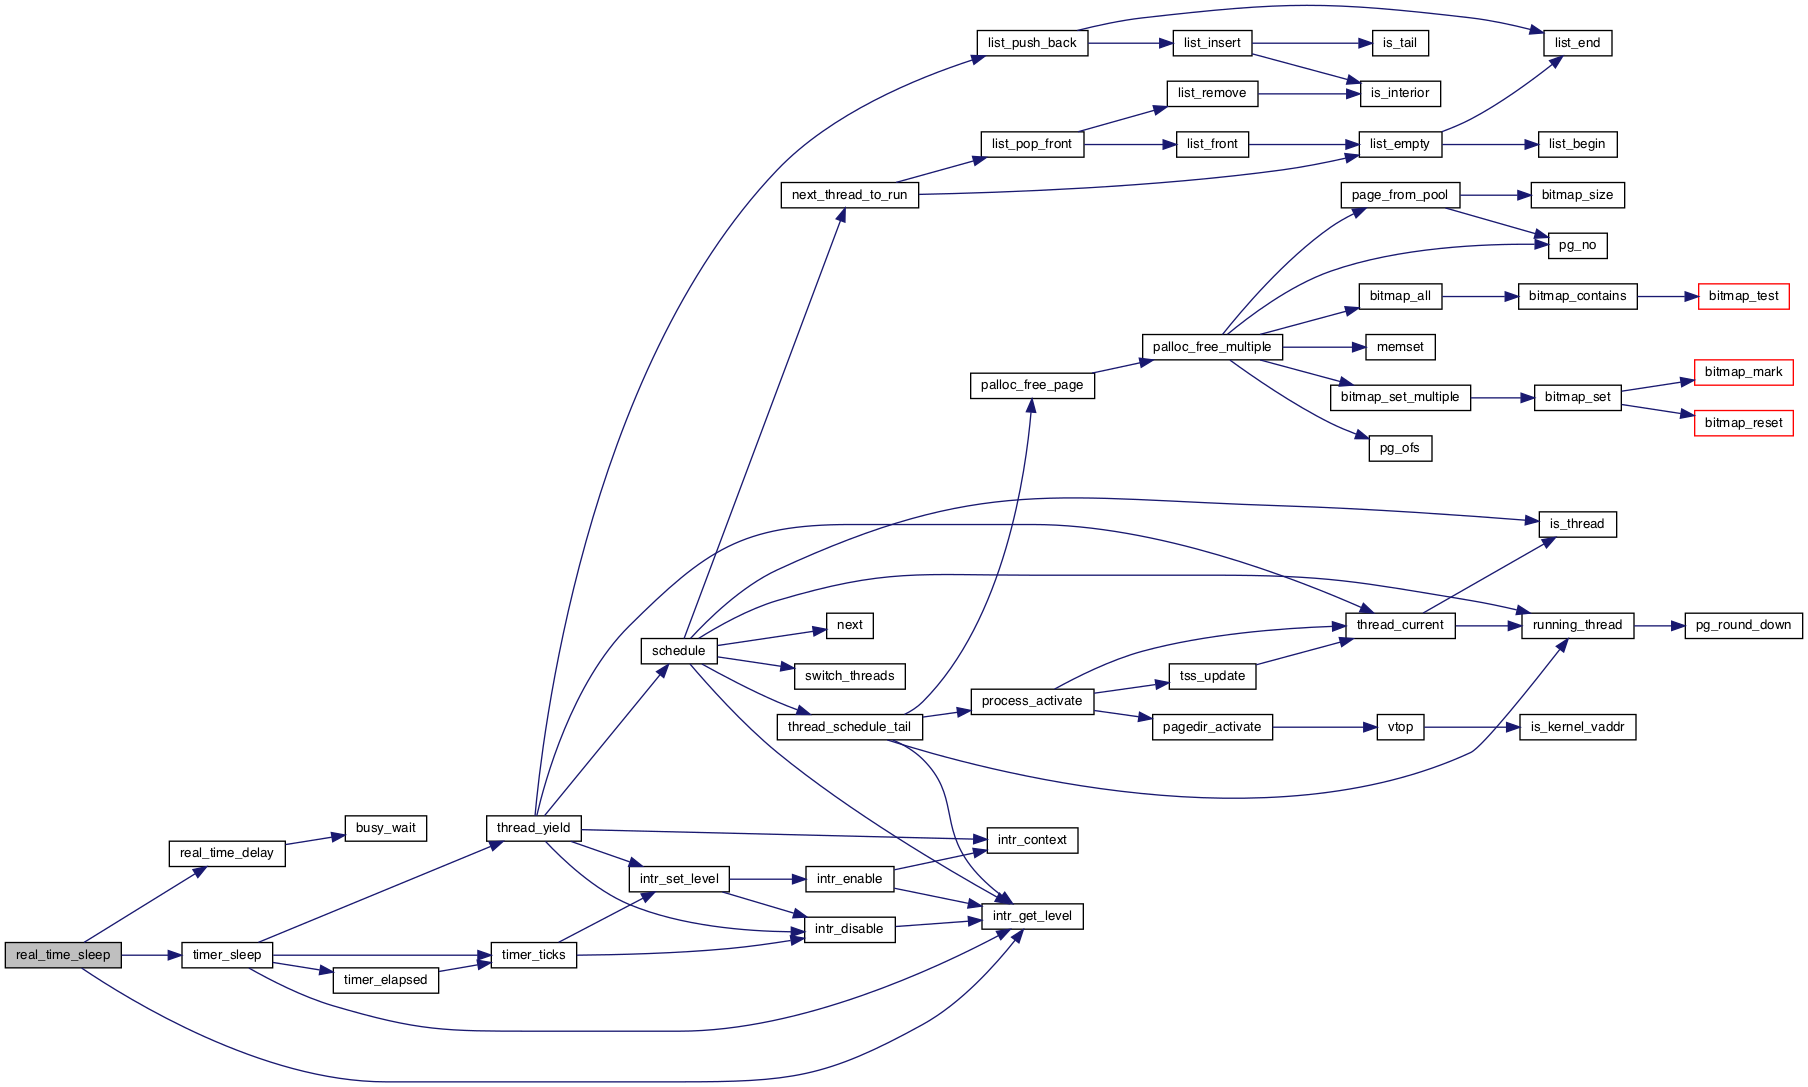 list_push_back
list_insert
is_tail
list_end
list_remove
is_interior
list_pop_front
list_front
list_empty
list_begin
next_thread_to_run
page_from_pool
bitmap_size
pg_no
bitmap_all
bitmap_contains
bitmap_test
palloc_free_multiple
memset
palloc_free_page
bitmap_set_multiple
bitmap_set
bitmap_mark
bitmap_reset
pg_ofs
is_thread
next
thread_current
running_thread
pg_round_down
schedule
switch_threads
tss_update
process_activate
thread_schedule_tail
pagedir_activate
vtop
is_kernel_vaddr
busy_wait
thread_yield
intr_context
real_time_delay
intr_set_level
intr_enable
intr_get_level
intr_disable
real_time_sleep
timer_sleep
timer_ticks
timer_elapsed